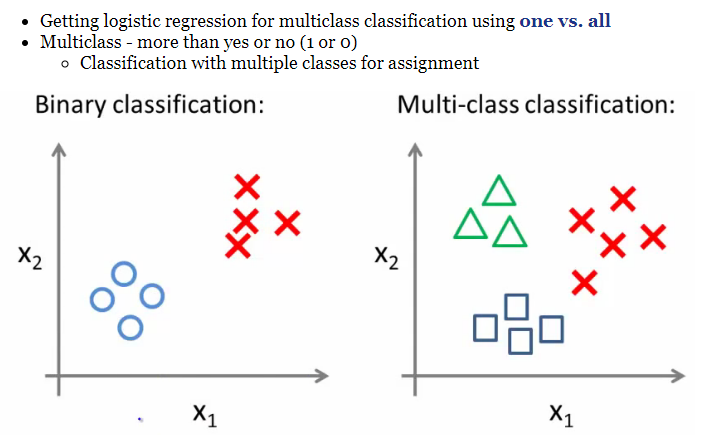 Getting logistic regression for multiclass classification using one vs. all
Multiclass - more than yes or no (1 or 0)
Classification with multiple classes for assignment
Binary classification:
x2
x1
Multi-class classification:
x2
x1